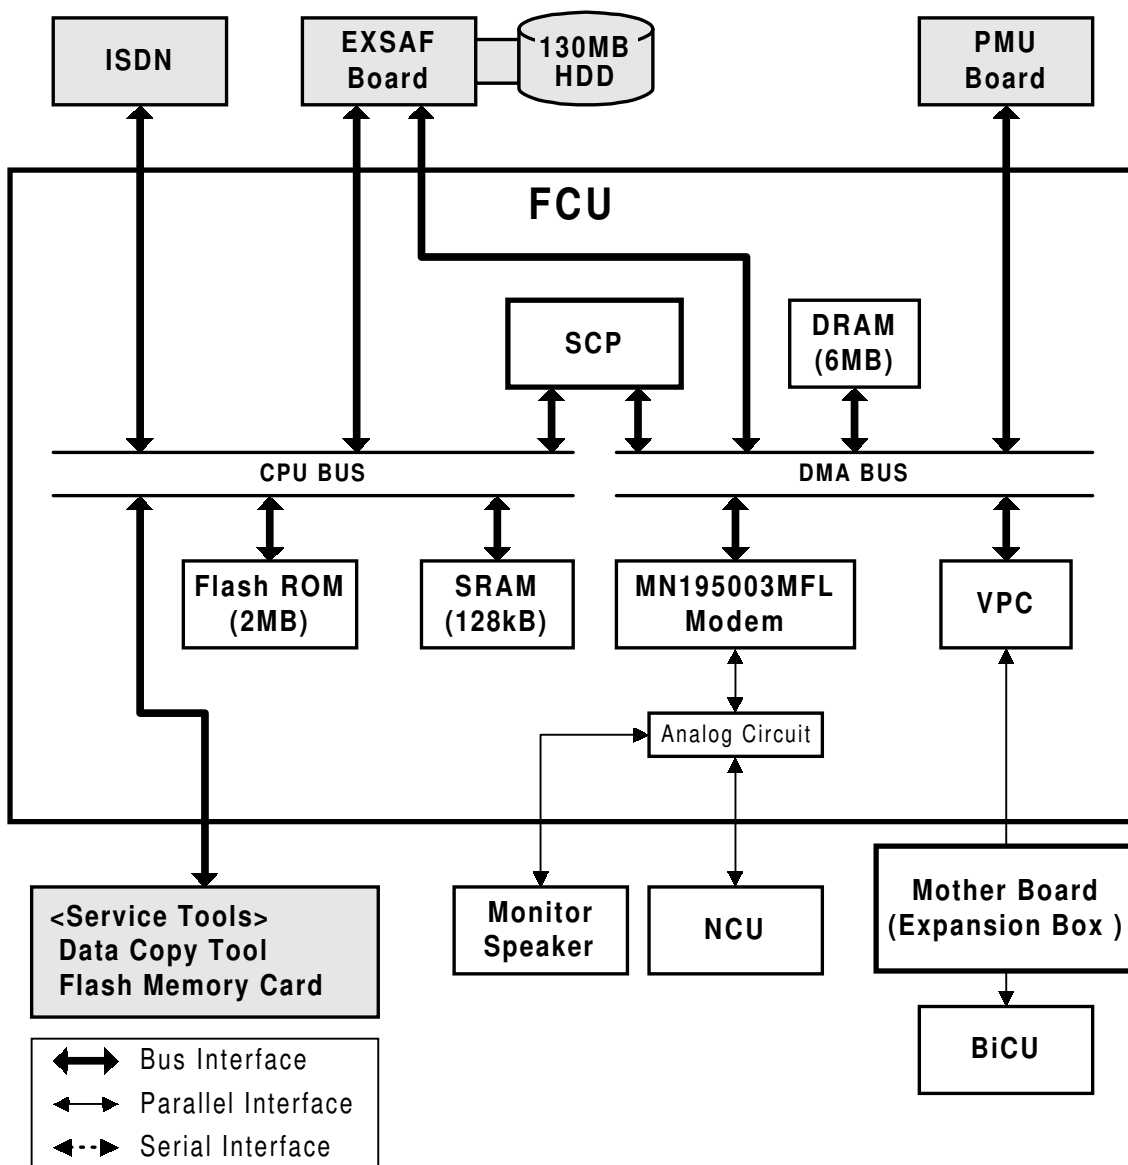 ISDN
EXSAF
Board
130MB
HDD
PMU
Board
FCU
SCP
DRAM
(6MB)
CPU BUS
DMA BUS
Flash ROM
(2MB)
SRAM
(128kB)
MN195003MFL
Modem
VPC
Analog Circuit
<Service Tools>
Data Copy Tool
Flash Memory Card
Monitor
Speaker
NCU
Mother Board
(Expansion Box )
BiCU
Bus Interface
Parallel Interface
Serial Interface